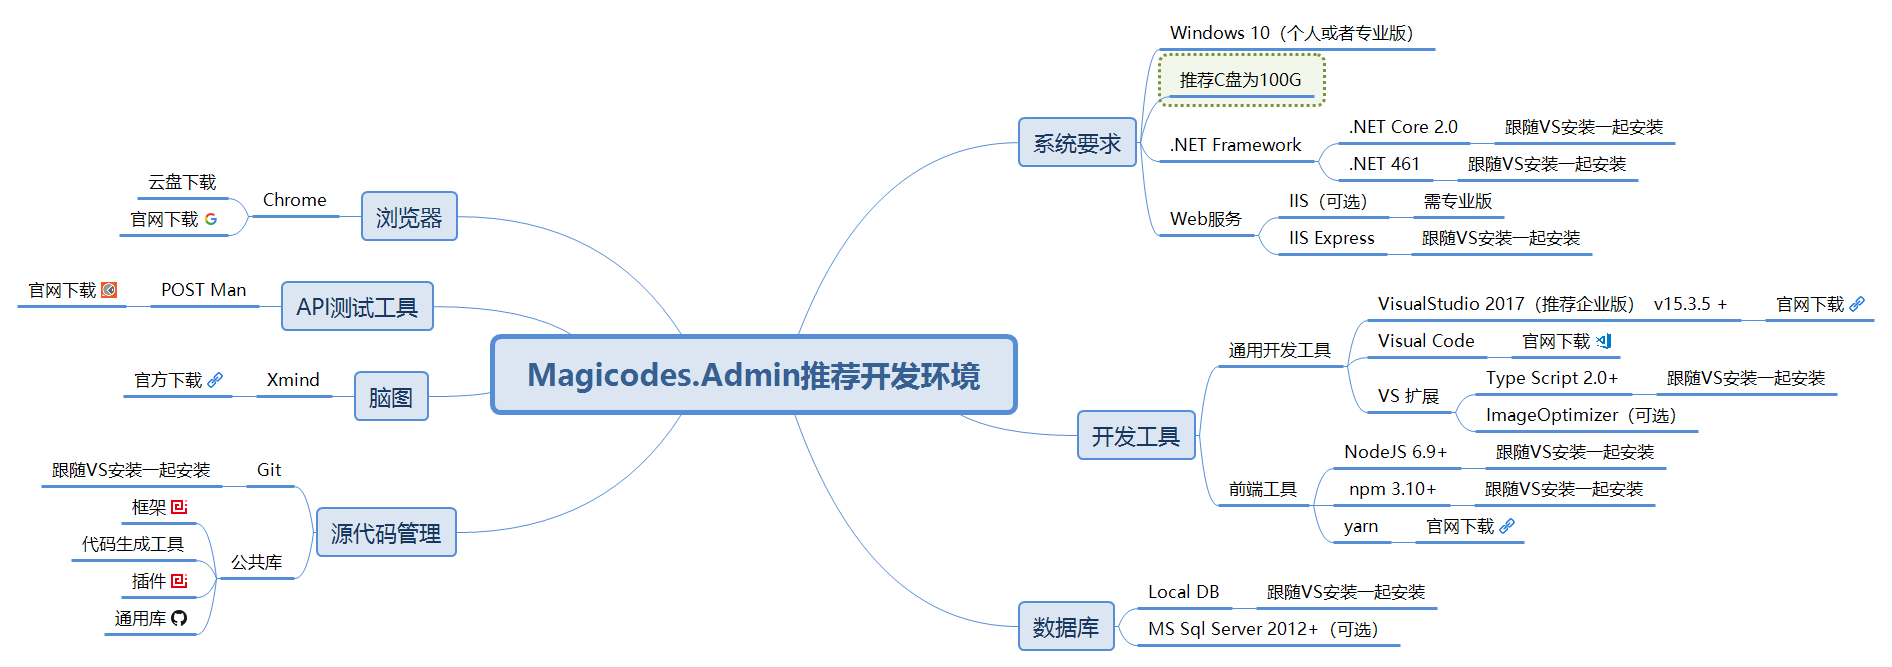 Magicodes.Admin推荐开发环境
系统要求
Windows 10（个人或者专业版）
推荐C盘为100G
.NET Framework
.NET Core 2.0
跟随VS安装一起安装
.NET 461
跟随VS安装一起安装
Web服务
IIS（可选）
需专业版
IIS Express
跟随VS安装一起安装
开发工具
通用开发工具
VisualStudio 2017（推荐企业版） v15.3.5 +
官网下载
Visual Code
官网下载
VS 扩展
Type Script 2.0+
跟随VS安装一起安装
ImageOptimizer（可选）
前端工具
NodeJS 6.9+
跟随VS安装一起安装
npm 3.10+
跟随VS安装一起安装
yarn
官网下载
数据库
Local DB
跟随VS安装一起安装
MS Sql Server 2012+（可选）
浏览器
Chrome
云盘下载
官网下载
API测试工具
POST Man
官网下载
脑图
Xmind
官方下载
源代码管理
Git
跟随VS安装一起安装
公共库
框架
代码生成工具
插件
通用库